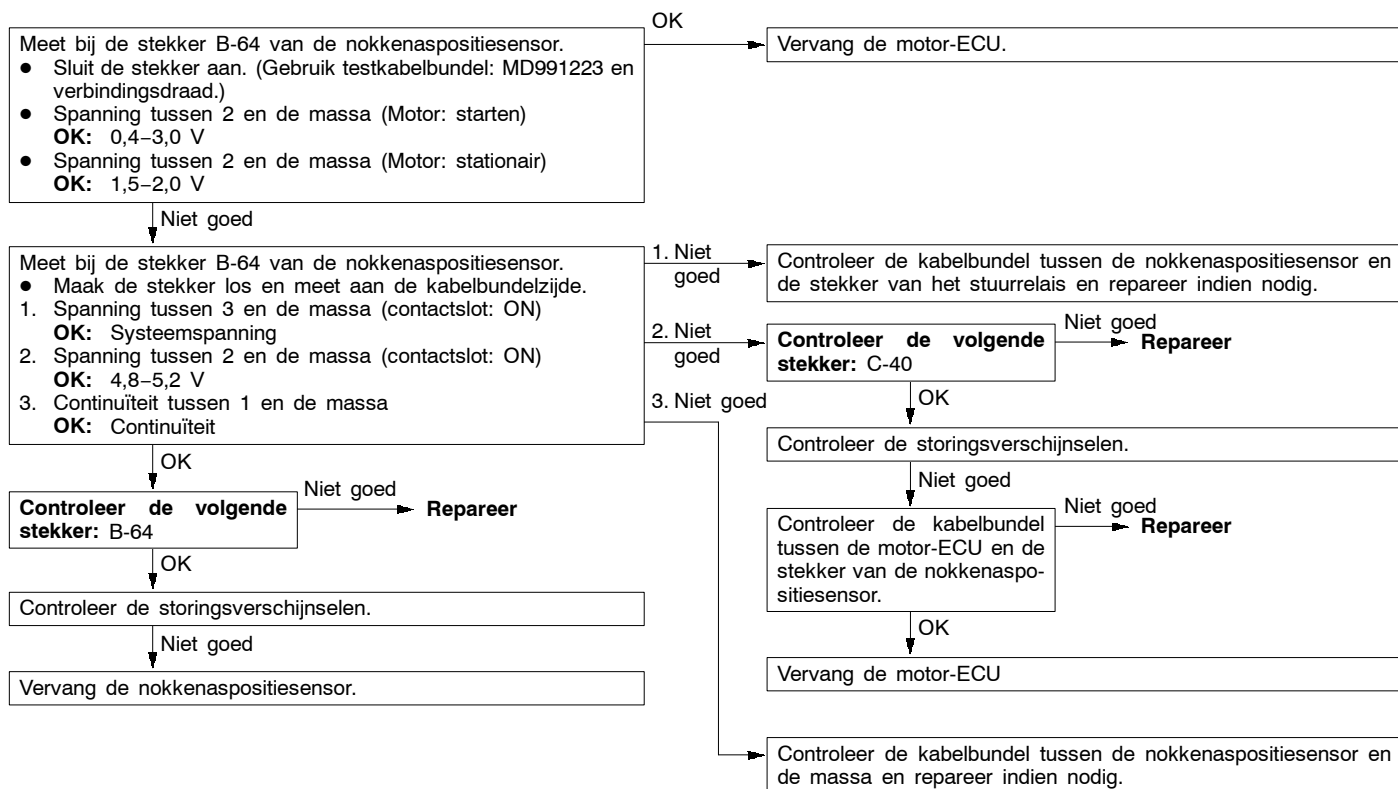 Meet bij de stekker B-64 van de nokkenaspositiesensor.
● Sluit de stekker aan. (Gebruik testkabelbundel: MD991223 en
verbindingsdraad.)
● Spanning tussen 2 en de massa (Motor: starten)
OK: 0,4–3,0 V
● Spanning tussen 2 en de massa (Motor: stationair)
OK: 1,5–2,0 V
OK
Vervang de motor-ECU.
Niet goed
Meet bij de stekker B-64 van de nokkenaspositiesensor.
● Maak de stekker los en meet aan de kabelbundelzijde.
1. Spanning tussen 3 en de massa (contactslot: ON)
OK: Systeemspanning
2. Spanning tussen 2 en de massa (contactslot: ON)
OK: 4,8–5,2 V
3. Continuïteit tussen 1 en de massa
OK: Continuïteit
1. Niet
goed
Controleer de kabelbundel tussen de nokkenaspositiesensor en
de stekker van het stuurrelais en repareer indien nodig.
2. Niet
goed
Controleer de volgende
stekker: C-40
Niet goed
Repareer
OK
Controleer de storingsverschijnselen.
Niet goed
Controleer de kabelbundel
tussen de motor-ECU en de
stekker van de nokkenaspo-
sitiesensor.
Niet goed
Repareer
OK
Vervang de motor-ECU
3. Niet goed
Controleer de kabelbundel tussen de nokkenaspositiesensor en
de massa en repareer indien nodig.
OK
Controleer de volgende
stekker: B-64
Niet goed
Repareer
OK
Controleer de storingsverschijnselen.
Niet goed
Vervang de nokkenaspositiesensor.